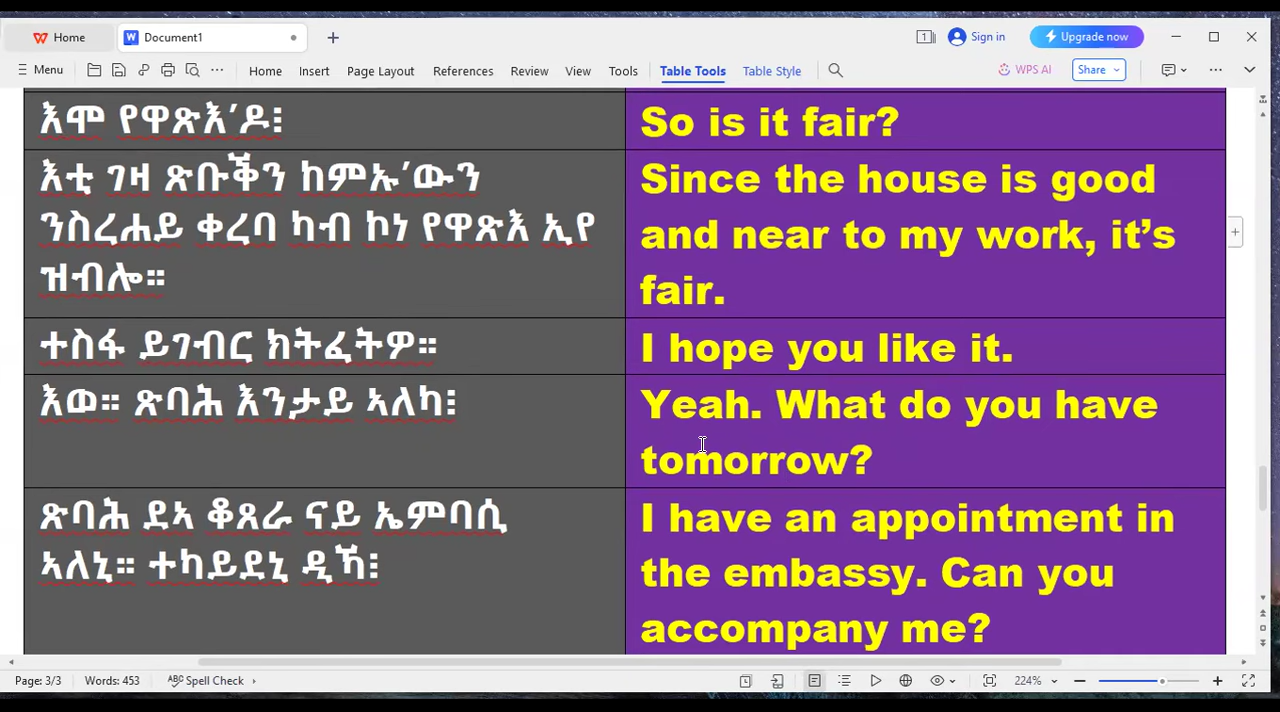 Home
Document1
1
Sign in
Upgrade now
Menu
Home Insert Page Layout References Review View Tools Table Tools Table Style
WPS AI
Share
እሞ የዋጽእ’ዶ፧
So is it fair?
እቲ ገዛ ጽቡቕን ከምኡ’ውን
ንስረሐይ ቀረባ ካብ ኮነ የዋጽእ ኢየ
ዝብሎ።
Since the house is good
and near to my work, it’s
fair.
ተስፋ ይገብር ክትፈትዎ።
I hope you like it.
እወ። ጽባሕ እንታይ ኣለካ፧
Yeah. What do you have
tomorrow?
ጽባሕ ደኣ ቆጸራ ናይ ኤምባሲ
ኣለኒ። ተካይደኒ ዲኻ፧
I have an appointment in
the embassy. Can you
accompany me?
Page: 3/3 Words: 453 Spell Check 224%